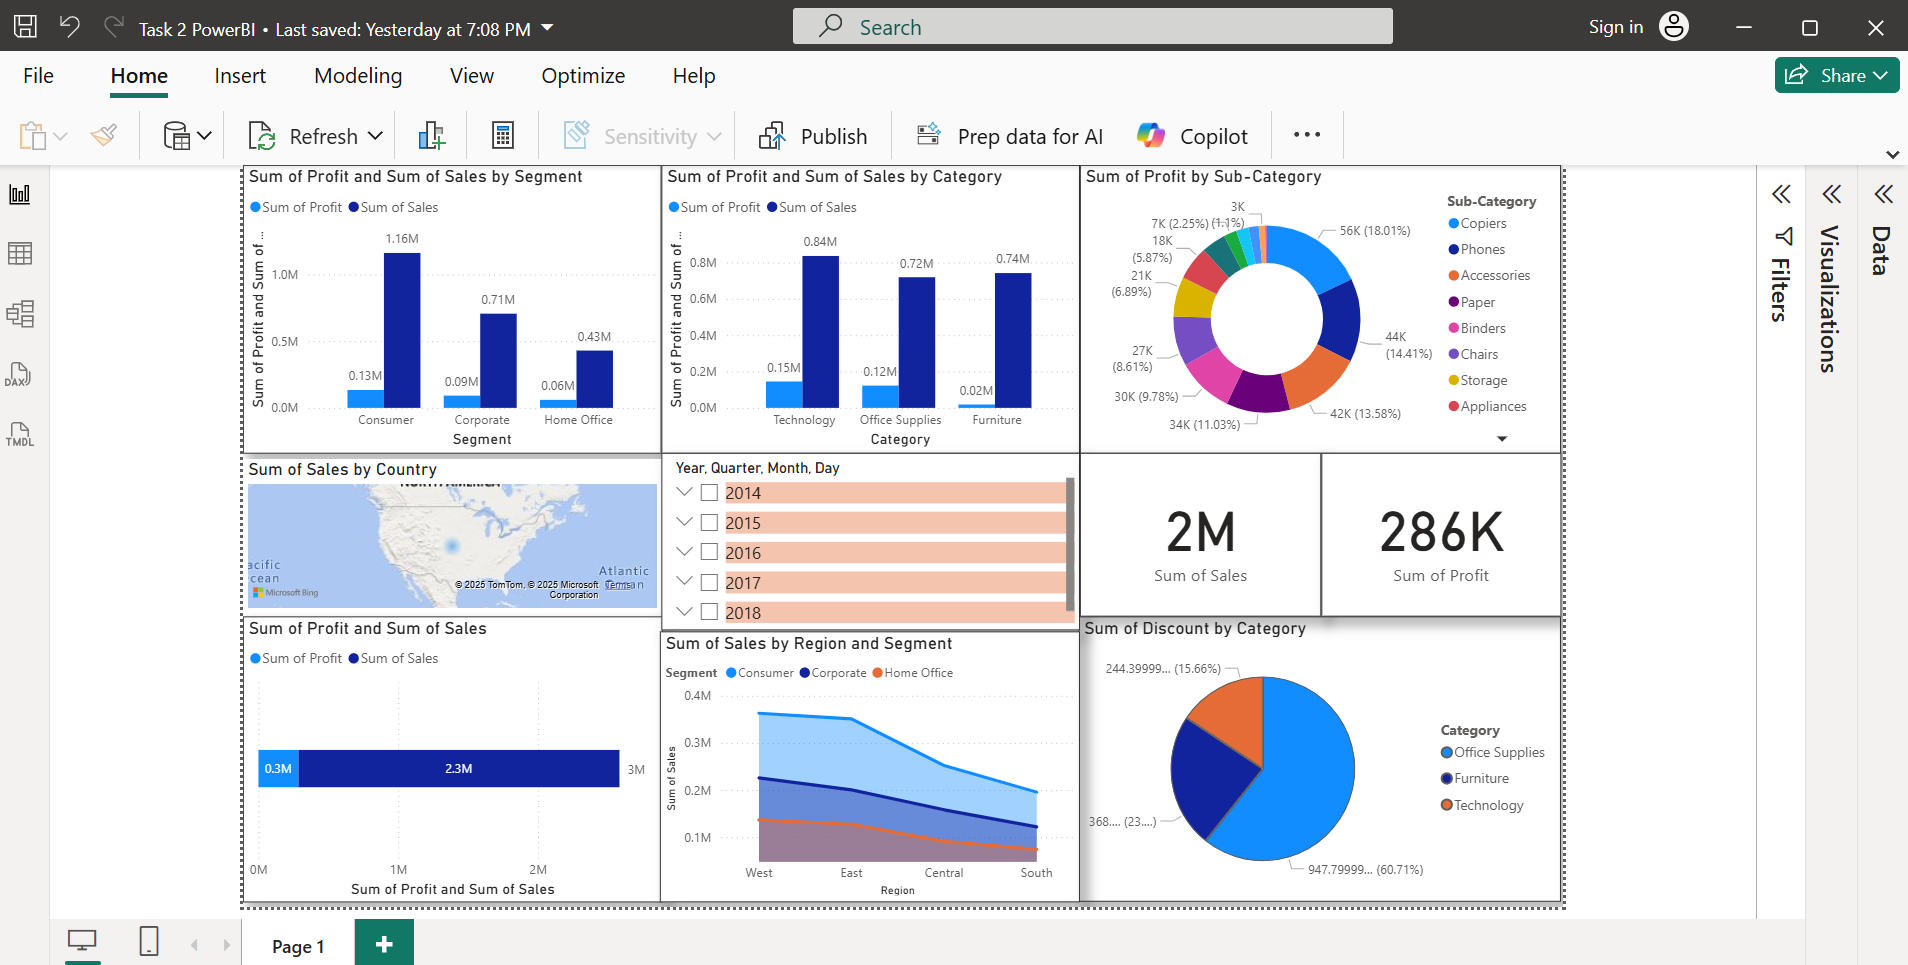 Task 2 PowerBI • Last saved: Yesterday at 7:08 PM
Search
Sign in
File
Home
Insert
Modeling
View
Optimize
Help
Share
Refresh
Sensitivity
Publish
Prep data for AI
Copilot
DAX
TMDL
Sum of Profit and Sum of Sales by Segment
Sum of Profit
Sum of Sales
Sum of Profit and Sum of ...
1.0M
0.5M
0.0M
1.16M
0.71M
0.43M
0.13M
0.09M
0.06M
Consumer
Corporate
Home Office
Segment
Sum of Profit and Sum of Sales by Category
Sum of Profit
Sum of Sales
Sum of Profit and Sum of ...
0.8M
0.6M
0.4M
0.2M
0.0M
0.84M
0.72M
0.74M
0.15M
0.12M
0.02M
Technology
Office Supplies
Furniture
Category
Sum of Profit by Sub-Category
3K
7K (2.25%)
(1.1%)
18K
(5.87%)
21K
(6.89%)
27K
(8.61%)
30K (9.78%)
34K (11.03%)
42K (13.58%)
44K
(14.41%)
56K (18.01%)
Sub-Category
Copiers
Phones
Accessories
Paper
Binders
Chairs
Storage
Appliances
Sum of Sales by Country
NORTH AMERICA
acific
cean
Atlantic
© 2025 TomTom, © 2025 Microsoft
Corporation
Terms
Microsoft Bing
Year, Quarter, Month, Day
2014
2015
2016
2017
2018
2M
Sum of Sales
286K
Sum of Profit
Sum of Profit and Sum of Sales
Sum of Profit
Sum of Sales
0.3M
2.3M
3M
0M
1M
2M
Sum of Profit and Sum of Sales
Sum of Sales by Region and Segment
Segment
Consumer
Corporate
Home Office
Sum of Sales
0.4M
0.3M
0.2M
0.1M
West
East
Central
South
Region
Sum of Discount by Category
244.39999... (15.66%)
368.... (23....)
947.79999... (60.71%)
Category
Office Supplies
Furniture
Technology
Filters
Visualizations
Data
Page 1